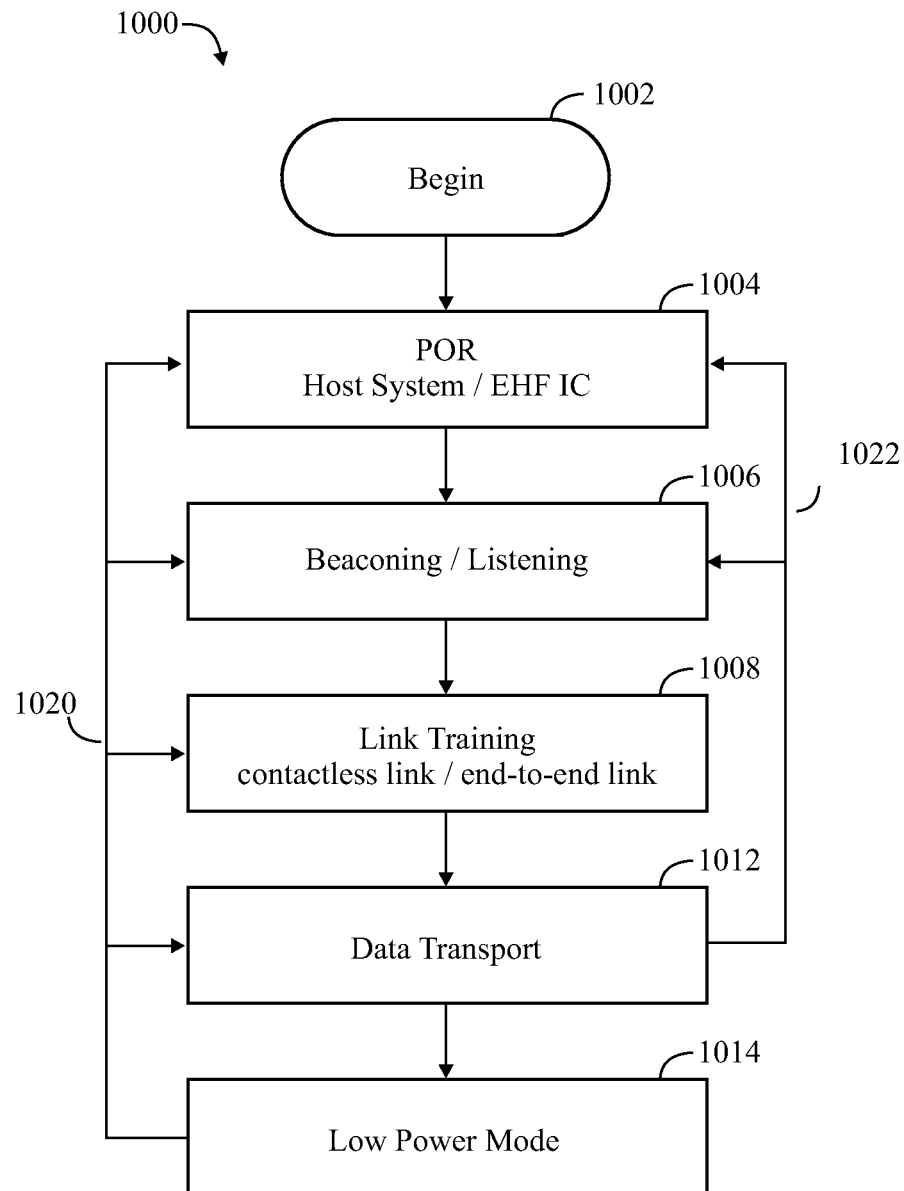 1000
1002
Begin
1004
POR
Host System / EHF IC
1022
1006
Beaconing / Listening
1008
1020
Link Training
contactless link / end-to-end link
1012
Data Transport
1014
Low Power Mode